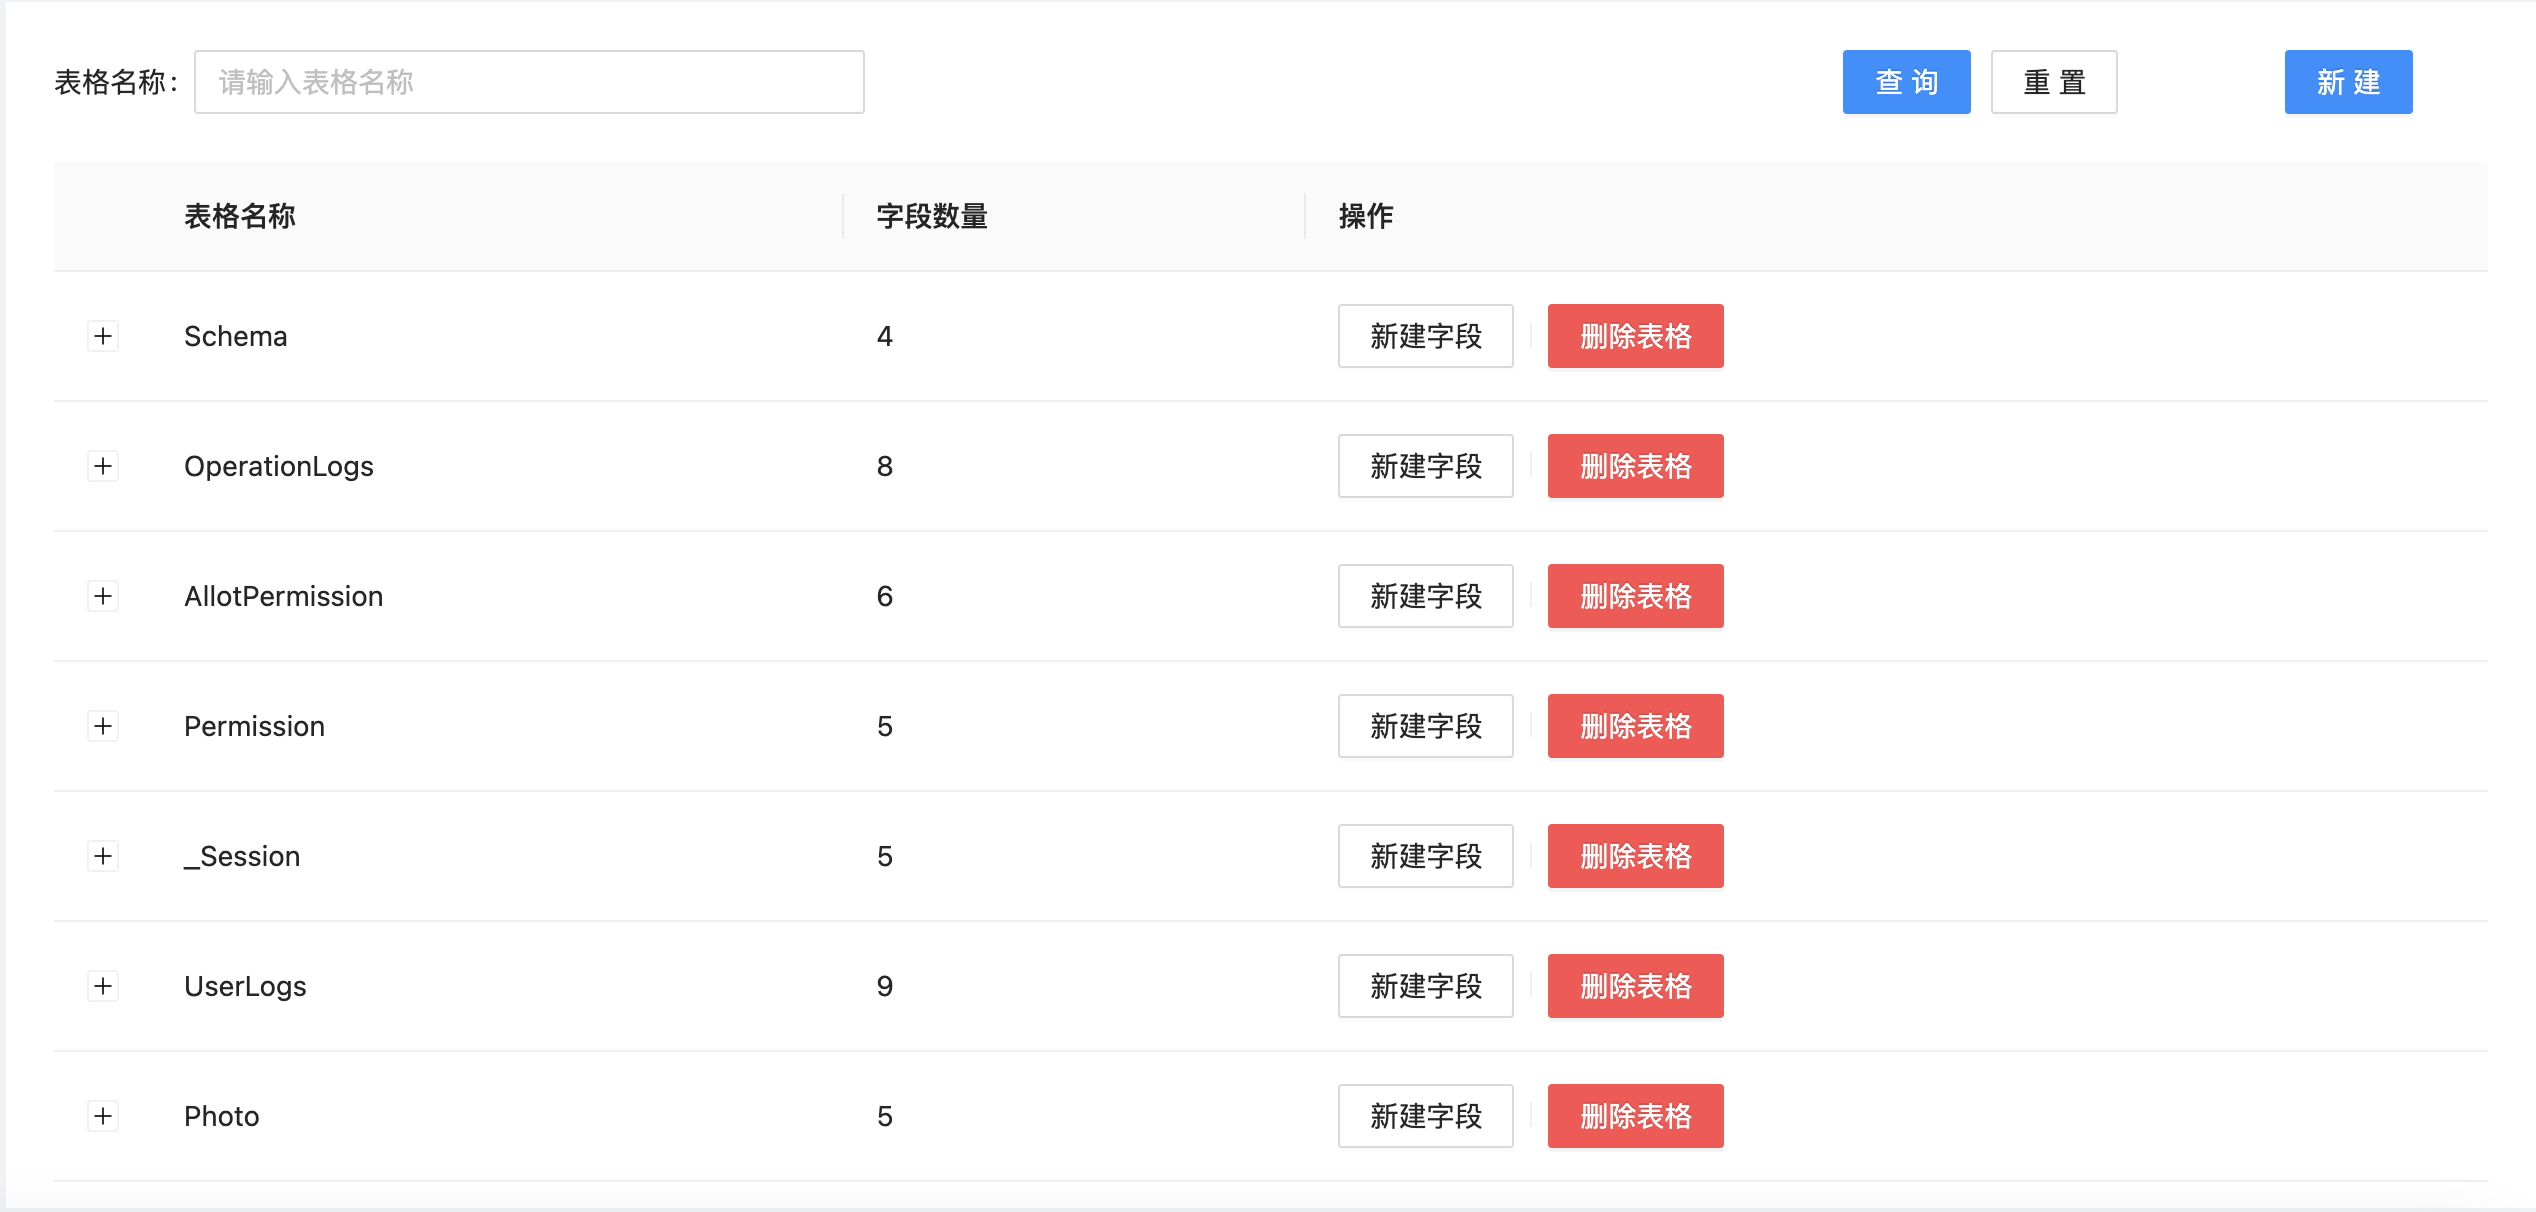 表格名称: 请输入表格名称 查 询 重 置 新 建
表格名称 字段数量 操作
Schema 4 新建字段 删除表格
OperationLogs 8 新建字段 删除表格
AllotPermission 6 新建字段 删除表格
Permission 5 新建字段 删除表格
_Session 5 新建字段 删除表格
UserLogs 9 新建字段 删除表格
Photo 5 新建字段 删除表格